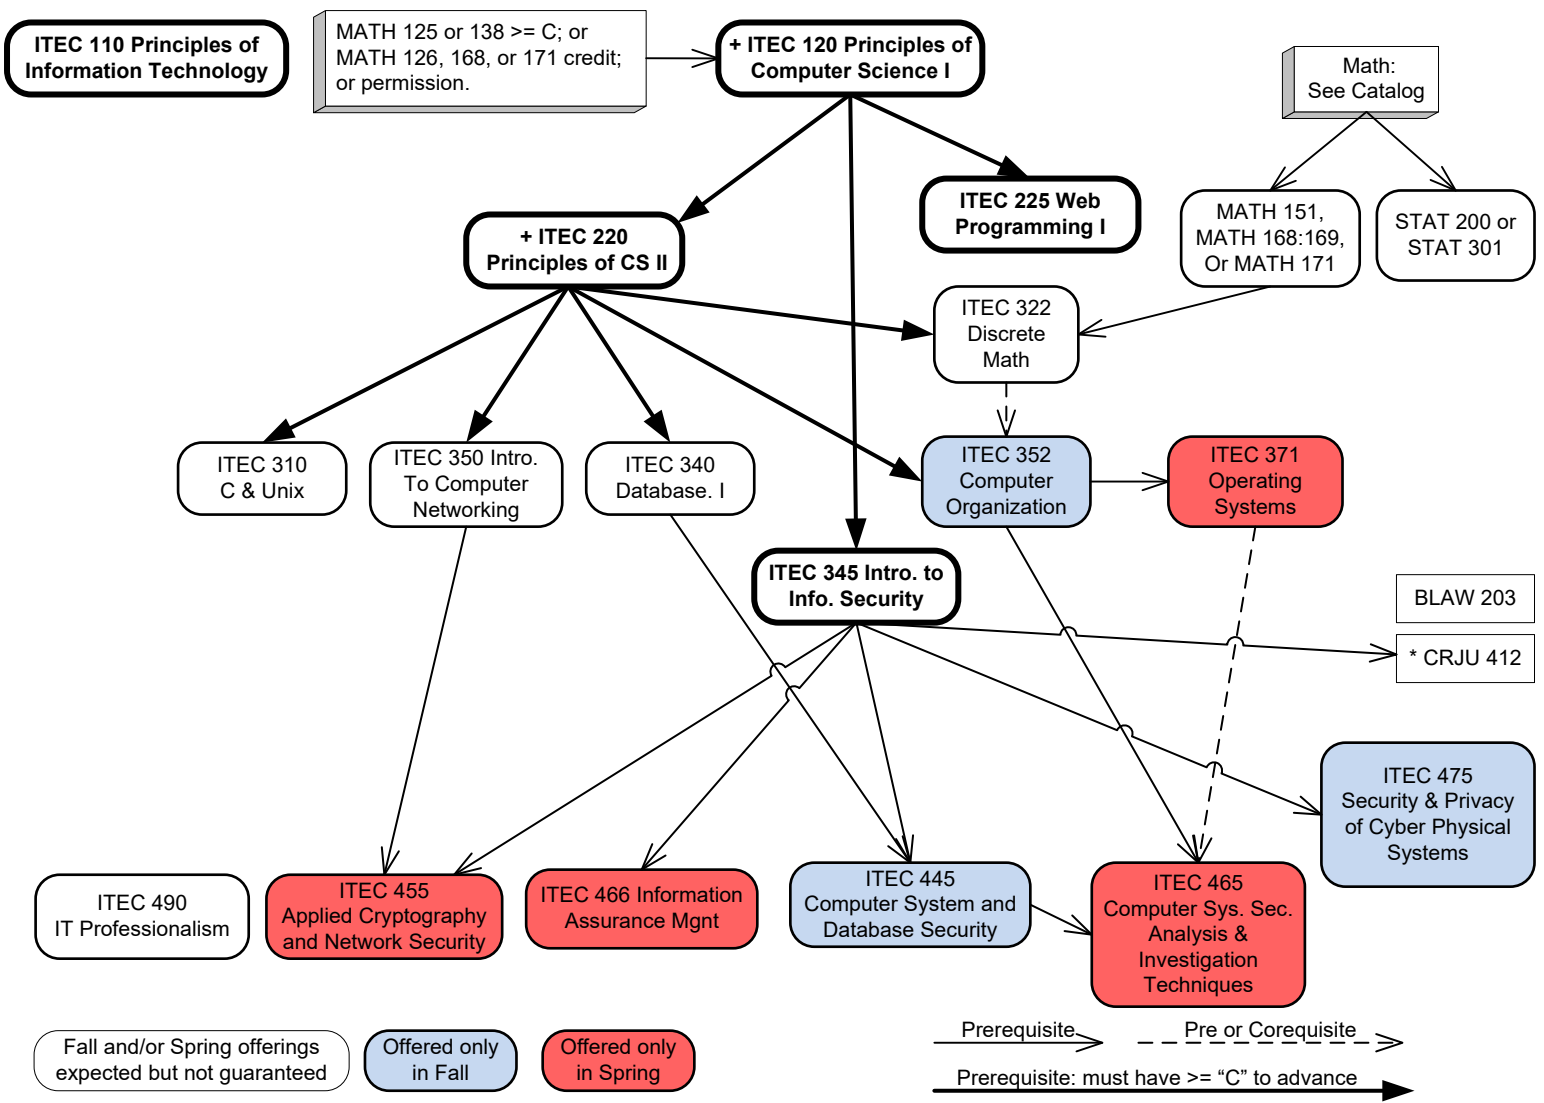 ITEC 110 Principles of
Information Technology
MATH 125 or 138 >= C; or
MATH 126, 168, or 171 credit;
or permission.
+ ITEC 120 Principles of
Computer Science I
Math:
See Catalog
ITEC 225 Web
Programming I
MATH 151,
MATH 168:169,
Or MATH 171
STAT 200 or
STAT 301
+ ITEC 220
Principles of CS II
ITEC 322
Discrete
Math
ITEC 310
C & Unix
ITEC 350 Intro.
To Computer
Networking
ITEC 340
Database. I
ITEC 352
Computer
Organization
ITEC 371
Operating
Systems
ITEC 345 Intro. to
Info. Security
BLAW 203
* CRJU 412
ITEC 475
Security & Privacy
of Cyber Physical
Systems
ITEC 490
IT Professionalism
ITEC 455
Applied Cryptography
and Network Security
ITEC 466 Information
Assurance Mgnt
ITEC 445
Computer System and
Database Security
ITEC 465
Computer Sys. Sec.
Analysis &
Investigation
Techniques
Fall and/or Spring offerings
expected but not guaranteed
Offered only
in Fall
Offered only
in Spring
Prerequisite
Pre or Corequisite
Prerequisite: must have >= “C” to advance